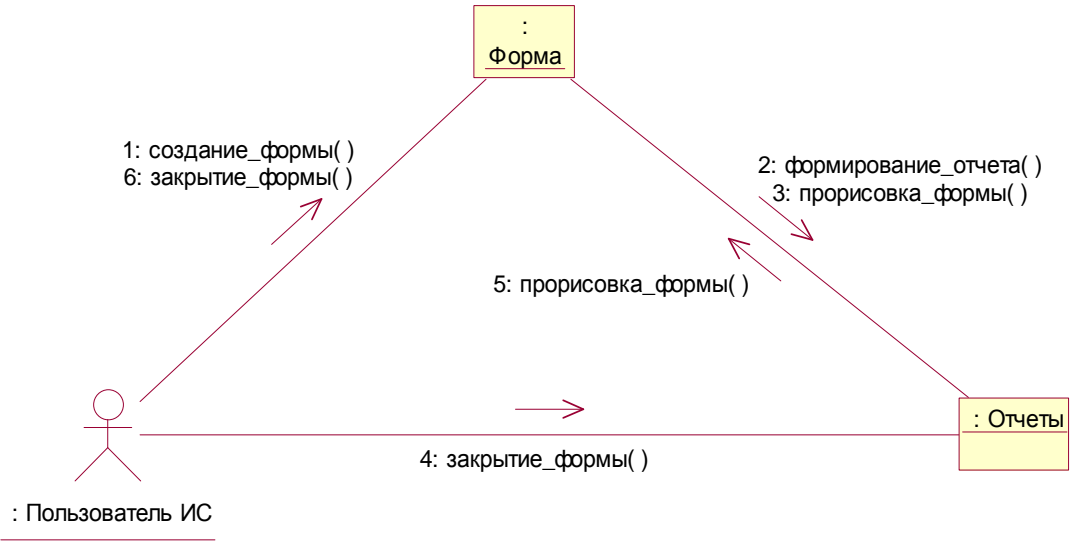 :
Форма
1: создание_формы( )
6: закрытие_формы( )
2: формирование_отчета( )
3: прорисовка_формы( )
5: прорисовка_формы( )
: Отчеты
4: закрытие_формы( )
: Пользователь ИС